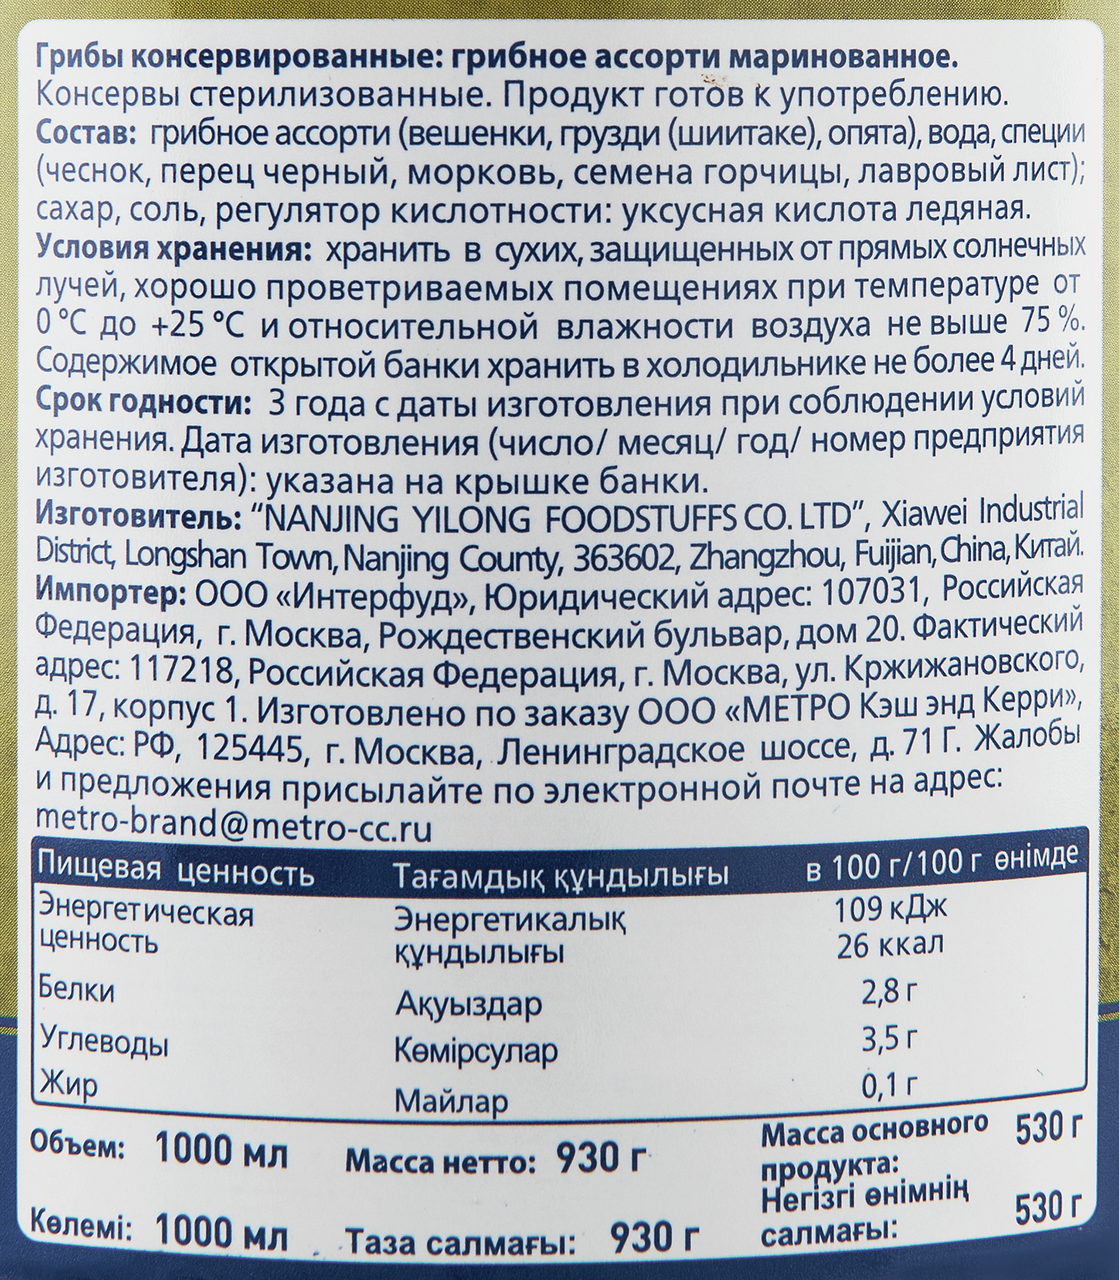 Грибы консервированные: грибное ассорти маринованное.
Консервы стерилизованные. Продукт готов к употреблению.
Состав: грибное ассорти (вешенки, грузди (шиитаке), опята), вода, специи
(чеснок, перец черный, морковь, семена горчицы, лавровый лист);
сахар, соль, регулятор кислотности: уксусная кислота ледяная.
Условия хранения: хранить в сухих, защищенных от прямых солнечных
лучей, хорошо проветриваемых помещениях при температуре от
0 °C до +25 °C и относительной влажности воздуха не выше 75 %.
Содержимое открытой банки хранить в холодильнике не более 4 дней.
Срок годности: 3 года с даты изготовления при соблюдении условий
хранения. Дата изготовления (число/ месяц/ год/ номер предприятия
изготовителя): указана на крышке банки.
Изготовитель: “NANJING YILONG FOODSTUFFS CO. LTD”, Xiawei Industrial
District, Longshan Town, Nanjing County, 363602, Zhangzhou, Fuijian, China, Китай.
Импортер: ООО «Интерфуд», Юридический адрес: 107031, Российская
Федерация, г. Москва, Рождественский бульвар, дом 20. Фактический
адрес: 117218, Российская Федерация, г. Москва, ул. Кржижановского,
д. 17, корпус 1. Изготовлено по заказу ООО «МЕТРО Кэш энд Керри»,
Адрес: РФ, 125445, г. Москва, Ленинградское шоссе, д. 71 Г. Жалобы
и предложения присылайте по электронной почте на адрес:
metro-brand@metro-cc.ru
Пищевая ценность Тағамдық құндылығы в 100 г/100 г өнімде
Энергетическая Энергетикалық 109 кДж
ценность құндылығы 26 ккал
Белки Ақуыздар 2,8 г
Углеводы Көмірсулар 3,5 г
Жир Майлар 0,1 г
Объем: 1000 мл Масса нетто: 930 г Масса основного 530 г
продукта:
Негізгі өнімнің
Көлемі: 1000 мл Таза салмағы: 930 г салмағы: 530 г